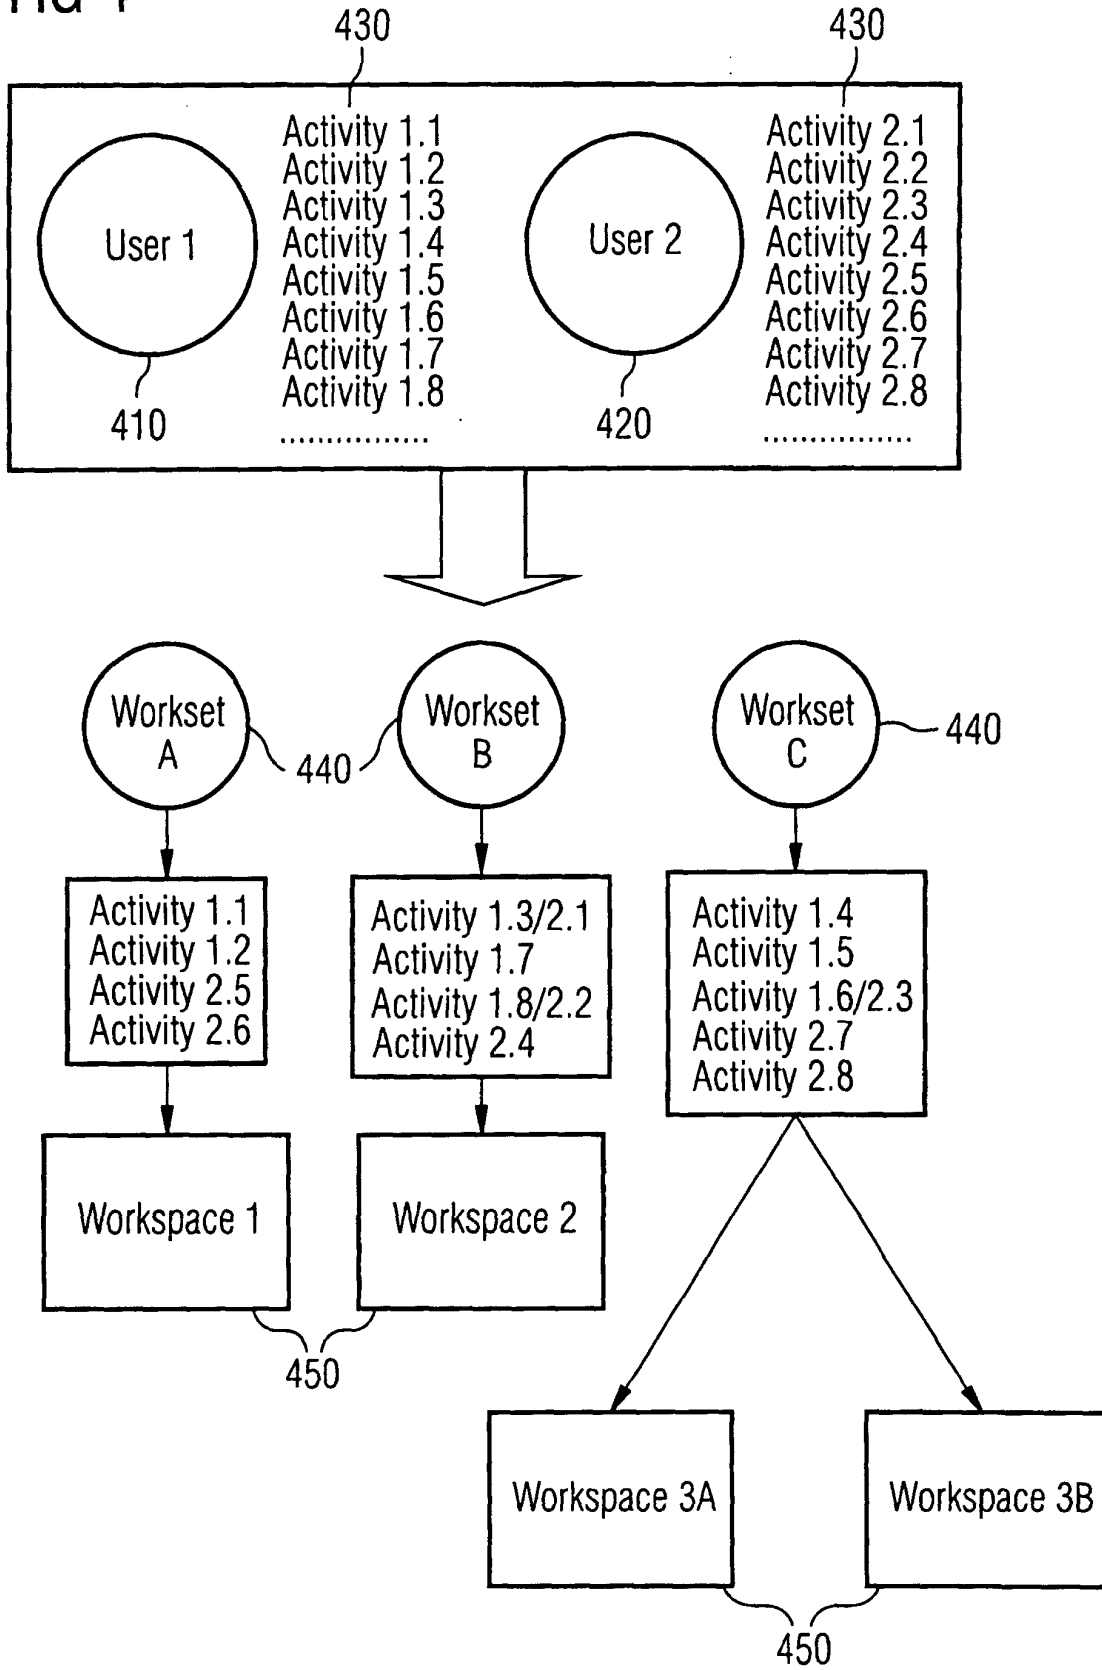 430
430
Activity 1.1
Activity 1.2
Activity 1.3
Activity 1.4
Activity 1.5
Activity 1.6
Activity 1.7
Activity 1.8
................
User 1
410
Activity 2.1
Activity 2.2
Activity 2.3
Activity 2.4
Activity 2.5
Activity 2.6
Activity 2.7
Activity 2.8
................
User 2
420
Workset
A
440
Workset
B
Workset
C
440
Activity 1.1
Activity 1.2
Activity 2.5
Activity 2.6
Activity 1.3/2.1
Activity 1.7
Activity 1.8/2.2
Activity 2.4
Activity 1.4
Activity 1.5
Activity 1.6/2.3
Activity 2.7
Activity 2.8
Workspace 1
Workspace 2
450
Workspace 3A
Workspace 3B
450